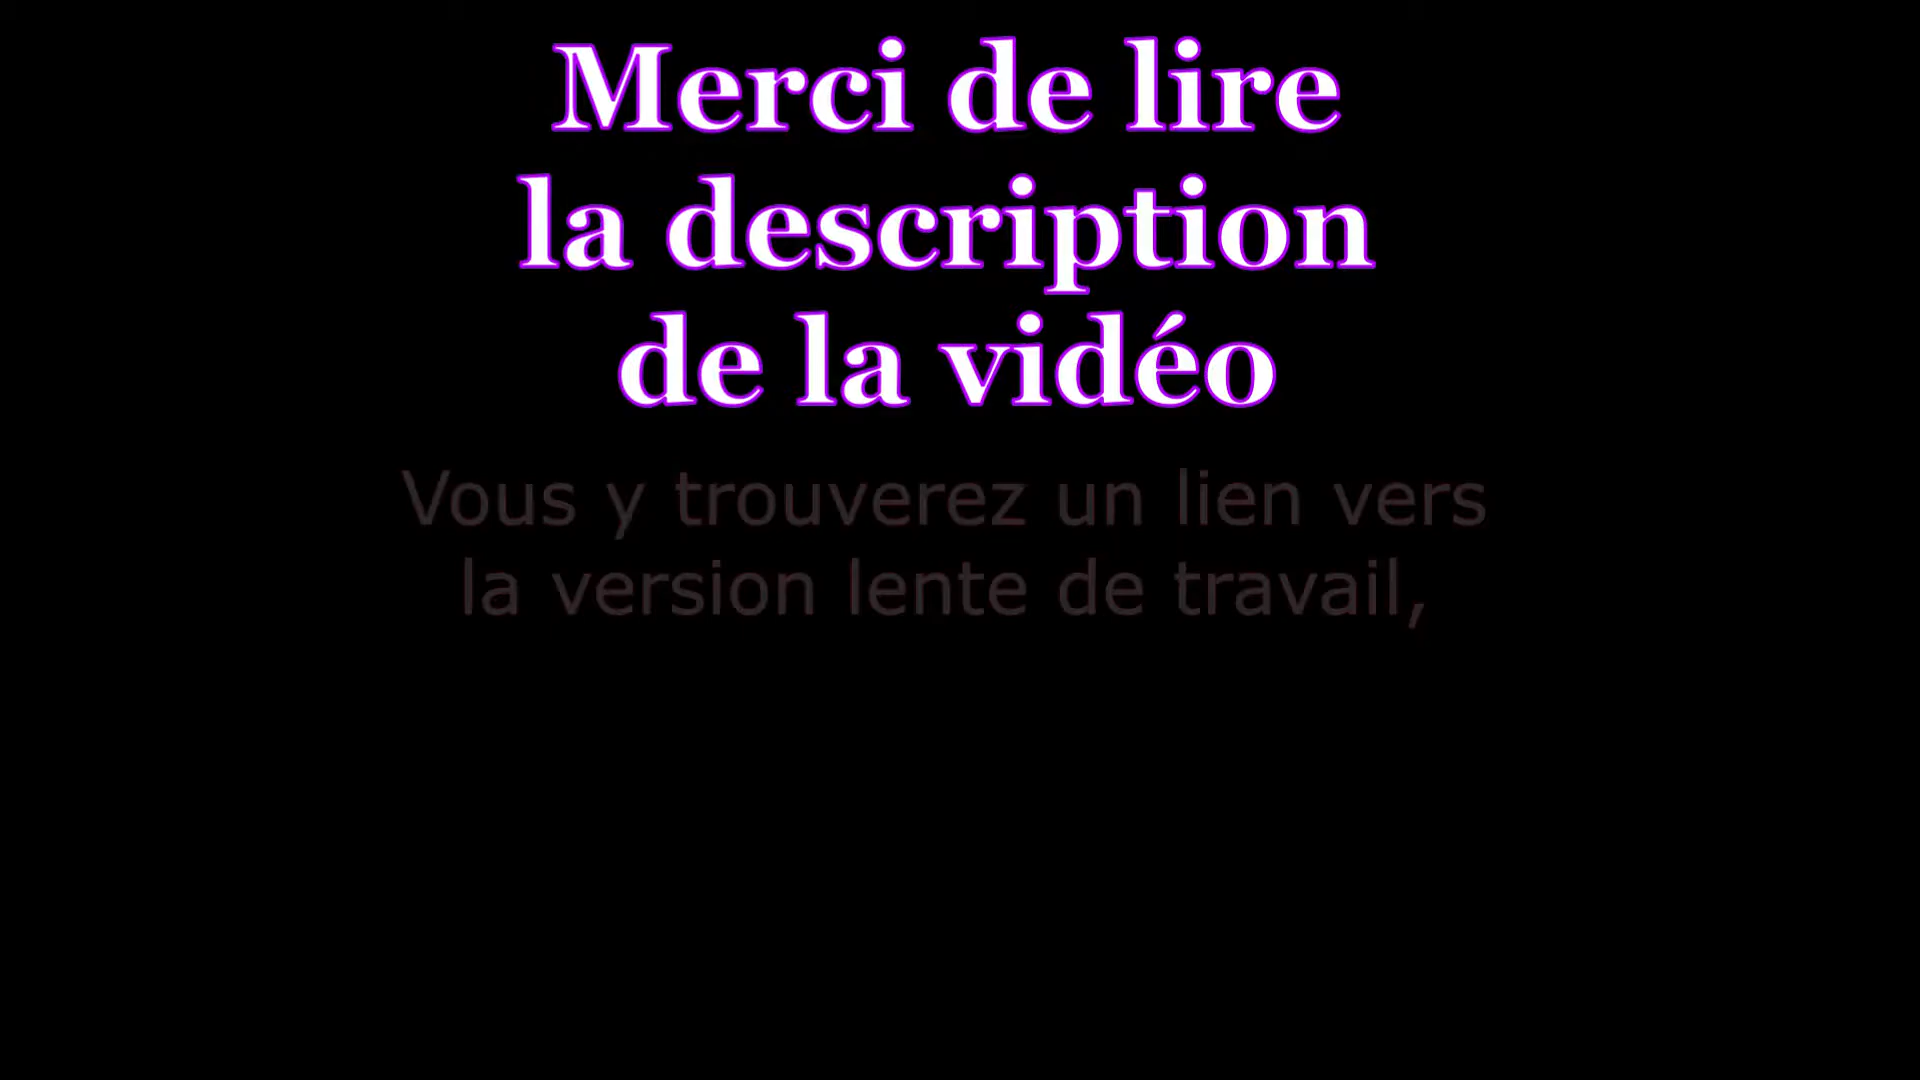 Merci de lire
la description
de la vidéo
Vous y trouverez un lien vers
la version lente de travail,